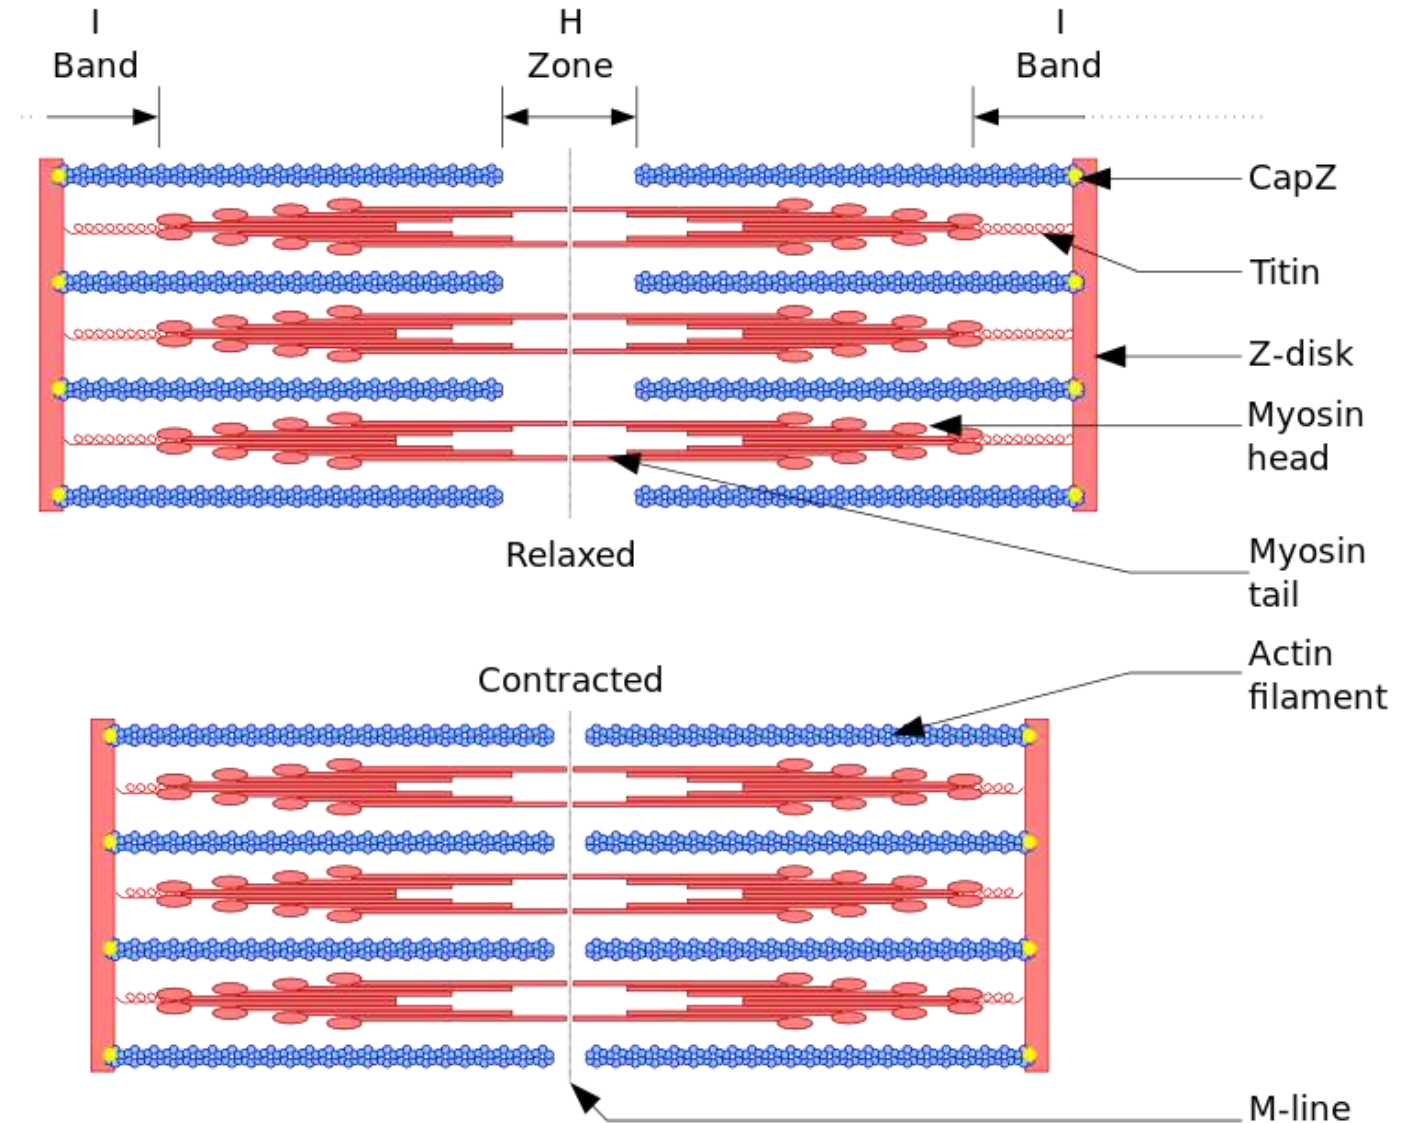 I
Band
H
Zone
I
Band
CapZ
Titin
Z-disk
Myosin
head
Relaxed
Myosin
tail
Actin
filament
Contracted
M-line